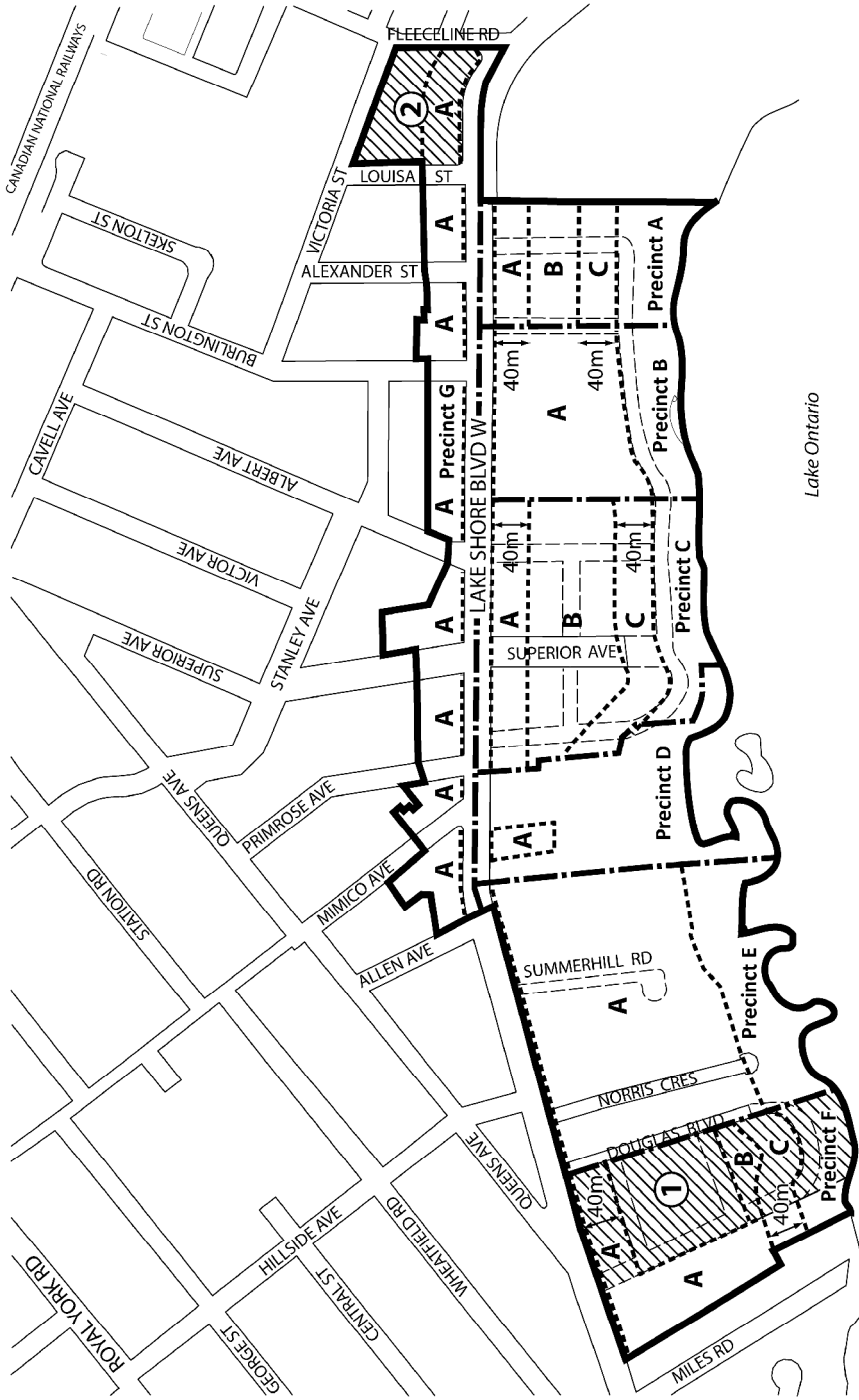 CANADIAN NATIONAL RAILWAYS
FLEECELINE RD
SKELTON ST
VICTORIA ST
2
A
LOUISA ST
BURLINGTON ST
ALEXANDER ST
A
CAVELL AVE
ALBERT AVE
A
Precinct G
VICTOR AVE
STANLEY AVE
A
LAKE SHORE BLVD W
SUPERIOR AVE
A
QUEENS AVE
PRIMROSE AVE
A
STATION RD
MIMICO AVE
A
ALLEN AVE
A
A
B
C
Precinct A
40m
40m
A
Precinct B
40m
40m
A
B
C
Precinct C
SUPERIOR AVE
Lake Ontario
Precinct D
A
SUMMERHILL RD
A
Precinct E
NORRIS CRES
DOUGLAS BLVD
40m
1
B
C
Precinct F
A
40m
A
QUEENS AVE
WHEATFIELD RD
HILLSIDE AVE
CENTRAL ST
ROYAL YORK RD
GEORGE ST
MILES RD